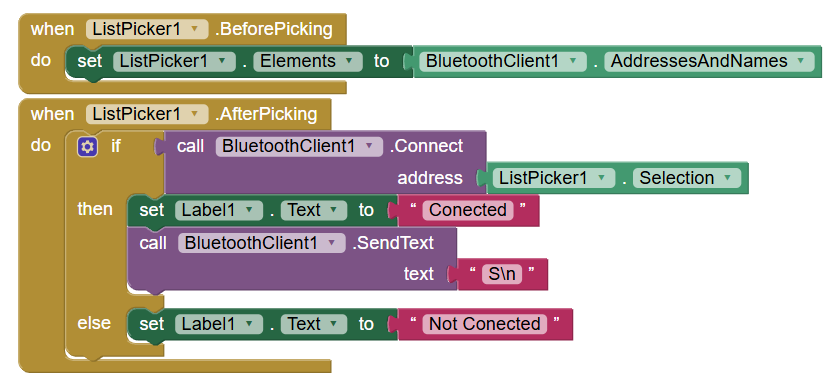 when ListPicker1 .BeforePicking
do set ListPicker1 . Elements to BluetoothClient1 . AddressesAndNames
when ListPicker1 .AfterPicking
do if call BluetoothClient1 .Connect
address ListPicker1 . Selection
then set Label1 . Text to “ Conected ”
call BluetoothClient1 .SendText
text “ S\n ”
else set Label1 . Text to “ Not Conected ”